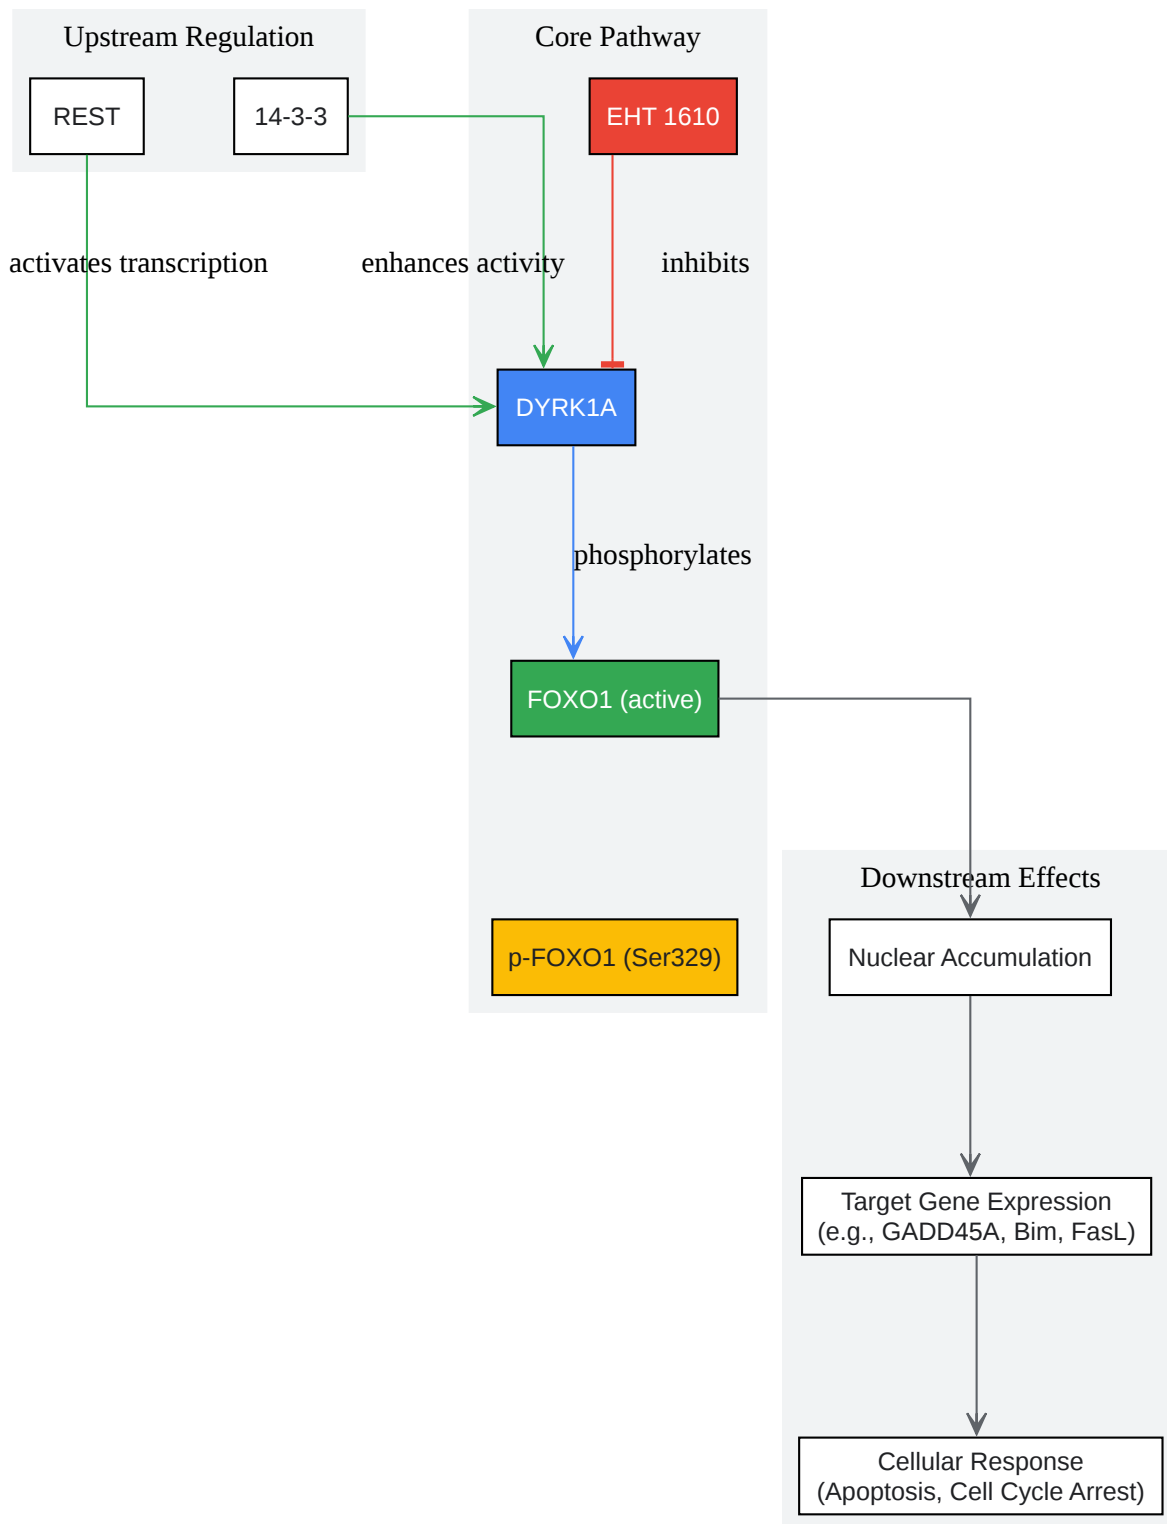 Upstream Regulation
Core Pathway
REST
14-3-3
EHT 1610
activates transcription
enhances activity
inhibits
DYRK1A
phosphorylates
FOXO1 (active)
Downstream Effects
p-FOXO1 (Ser329)
Nuclear Accumulation
Target Gene Expression
(e.g., GADD45A, Bim, FasL)
Cellular Response
(Apoptosis, Cell Cycle Arrest)